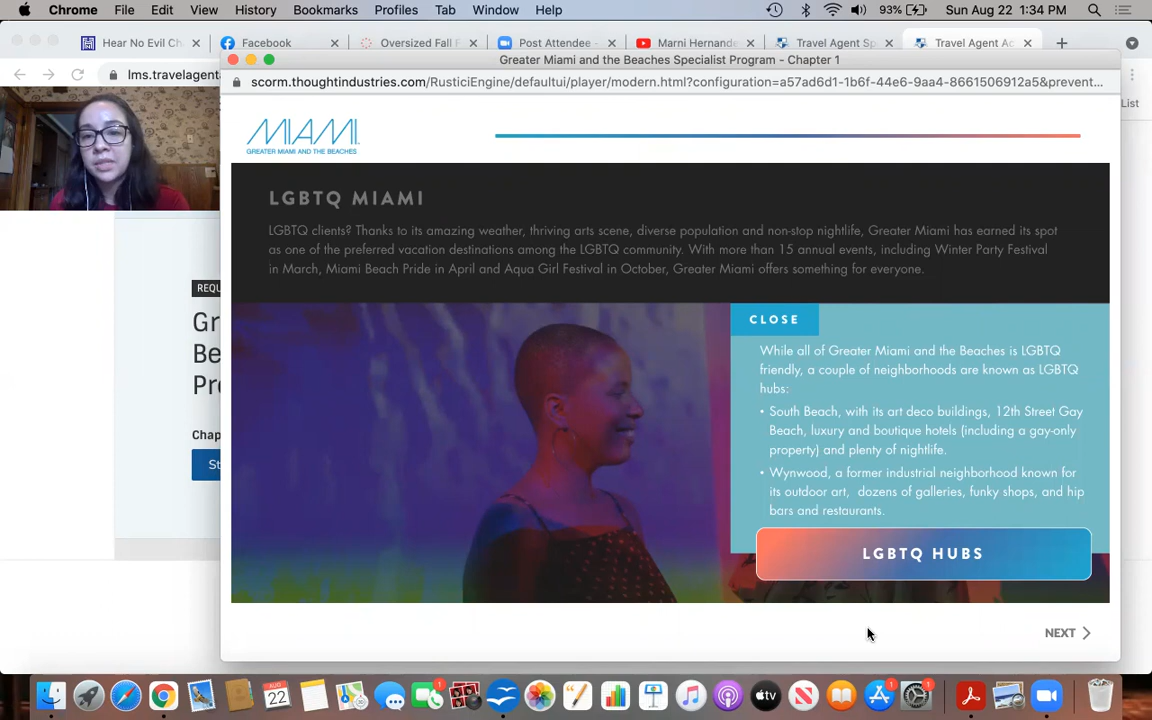 Chrome File Edit View History Bookmarks Profiles Tab Window Help 93% Sun Aug 22 1:34 PM
Hear No Evil Ch Facebook Oversized Fall F Post Attendee - Marni Hernande Travel Agent Sp Travel Agent Ac
lms.travelagent
Greater Miami and the Beaches Specialist Program - Chapter 1
scorm.thoughtindustries.com/RusticiEngine/defaultui/player/modern.html?configuration=a57ad6d1-1b6f-44e6-9aa4-8661506912a5&prevent...
List
MIAMI
GREATER MIAMI AND THE BEACHES
LGBTQ MIAMI
LGBTQ clients? Thanks to its amazing weather, thriving arts scene, diverse population and non-stop nightlife, Greater Miami has earned its spot
as one of the preferred vacation destinations among the LGBTQ community. With more than 15 annual events, including Winter Party Festival
in March, Miami Beach Pride in April and Aqua Girl Festival in October, Greater Miami offers something for everyone.
REQU
Gr
Be
Pro
Chap
St
CLOSE
While all of Greater Miami and the Beaches is LGBTQ
friendly, a couple of neighborhoods are known as LGBTQ
hubs:
• South Beach, with its art deco buildings, 12th Street Gay
Beach, luxury and boutique hotels (including a gay-only
property) and plenty of nightlife.
• Wynwood, a former industrial neighborhood known for
its outdoor art, dozens of galleries, funky shops, and hip
bars and restaurants.
LGBTQ HUBS
NEXT
AUG
22
1
tv
1
1